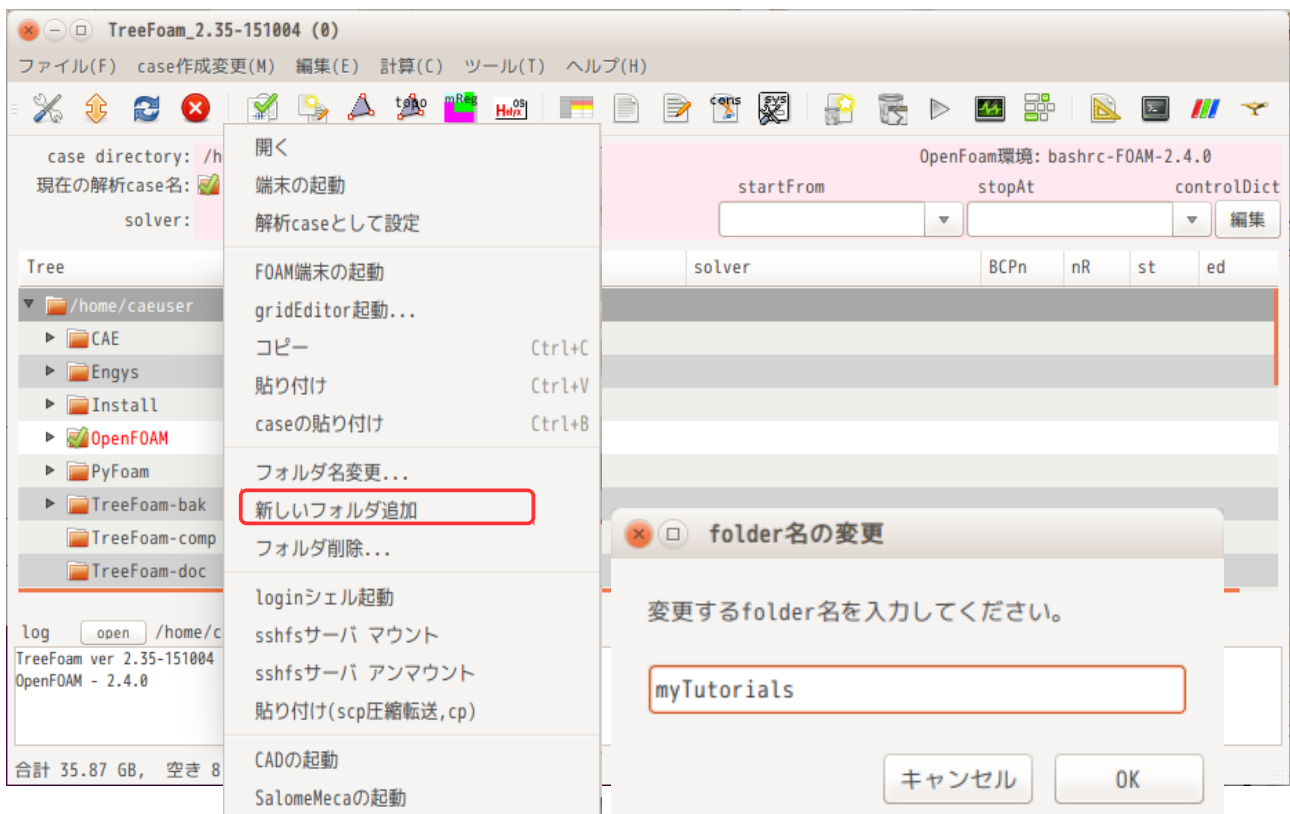 TreeFoam_2.35-151004 (0)
ファイル(F) case作成変更(M) 編集(E) 計算(C) ツール(T) ヘルプ(H)
topo mReg Helyx OS cons sys
case directory: /h
OpenFoam環境: bashrc-FOAM-2.4.0
現在の解析case名:
startFrom stopAt controlDict
solver:
編集
Tree solver BCPn nR st ed
/home/caeuser
CAE
Engys
Install
OpenFOAM
PyFoam
TreeFoam-bak
TreeFoam-comp
TreeFoam-doc
log open /home/c
TreeFoam ver 2.35-151004
OpenFOAM - 2.4.0
合計 35.87 GB, 空き 8
開く
端末の起動
解析caseとして設定
FOAM端末の起動
gridEditor起動...
コピー Ctrl+C
貼り付け Ctrl+V
caseの貼り付け Ctrl+B
フォルダ名変更...
新しいフォルダ追加
フォルダ削除...
loginシェル起動
sshfsサーバ マウント
sshfsサーバ アンマウント
貼り付け(scp圧縮転送,cp)
CADの起動
SalomeMecaの起動
folder名の変更
変更するfolder名を入力してください。
myTutorials
キャンセル OK